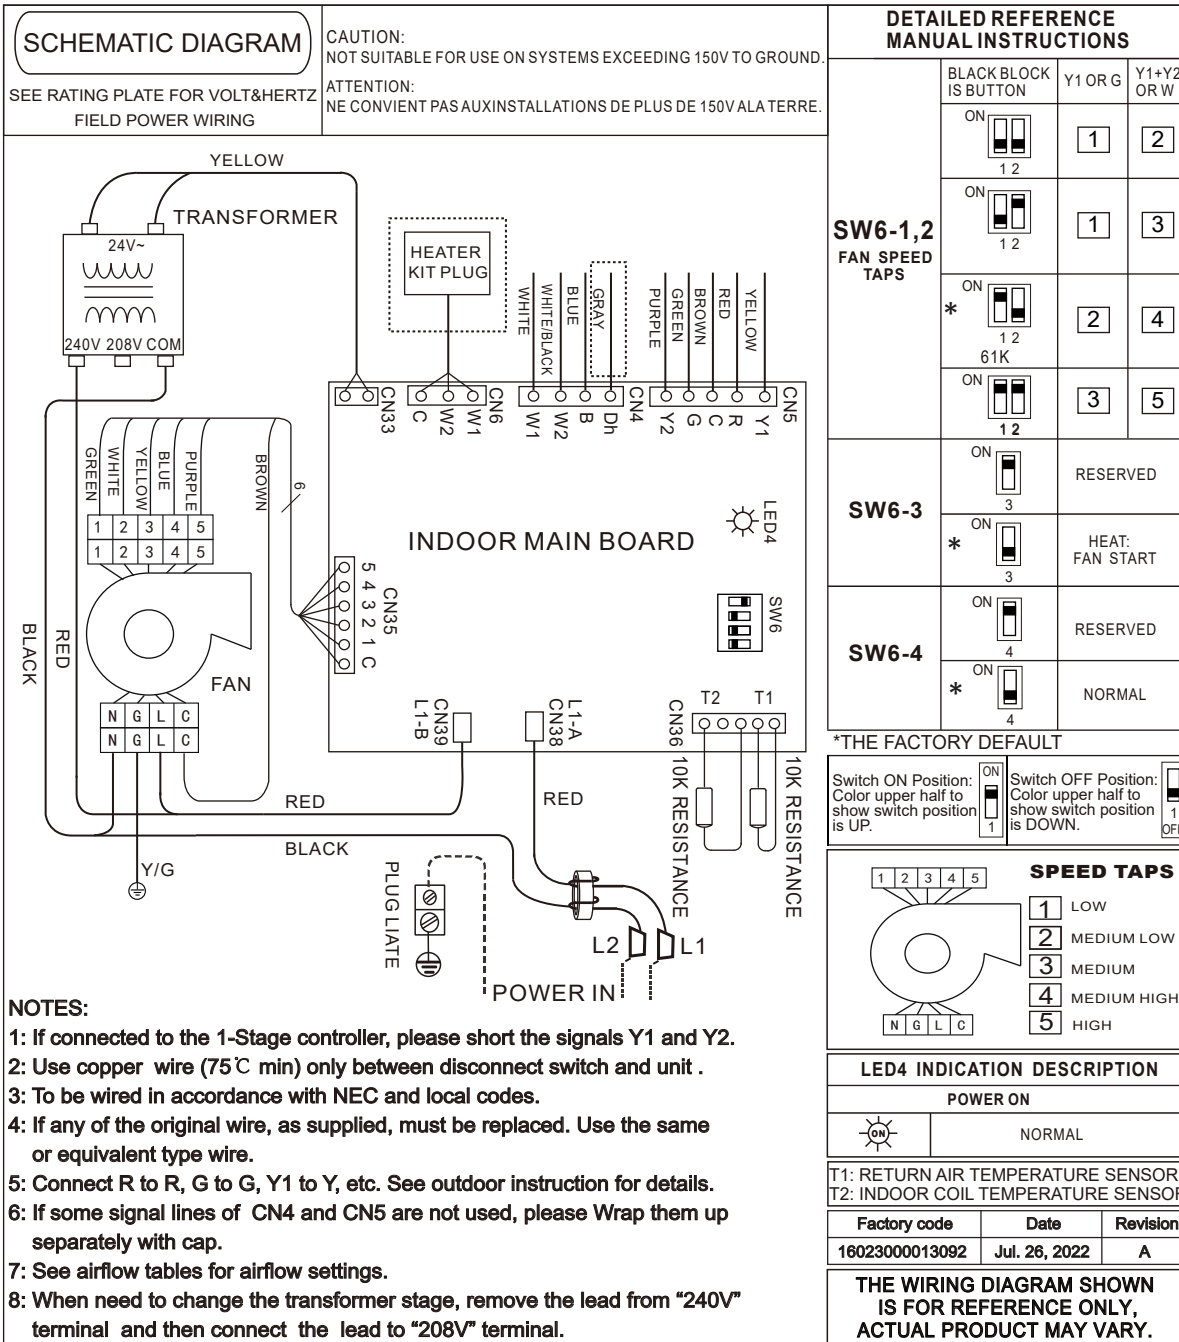 SCHEMATIC DIAGRAM
SEE RATING PLATE FOR VOLT&HERTZ
FIELD POWER WIRING
CAUTION:
NOT SUITABLE FOR USE ON SYSTEMS EXCEEDING 150V TO GROUND.
ATTENTION:
NE CONVIENT PAS AUXINSTALLATIONS DE PLUS DE 150V ALA TERRE.
YELLOW
TRANSFORMER
24V~
240V 208V COM
HEATER
KIT PLUG
WHITE
WHITE/BLACK
BLUE
GRAY
PURPLE
GREEN
BROWN
RED
YELLOW
CN33
C
W2
W1
CN6
W1
W2
B
Dh
CN4
Y2
G
C
R
Y1
CN5
GREEN
WHITE
YELLOW
BLUE
PURPLE
BROWN
6
1 2 3 4 5
1 2 3 4 5
INDOOR MAIN BOARD
LED4
SW6
5 4 3 2 1 C
CN35
BLACK
RED
FAN
N G L C
N G L C
L1-B
CN39
L1-A
CN38
T2 T1
CN36
10K RESISTANCE
10K RESISTANCE
RED
RED
BLACK
Y/G
PLUG LIATE
L2
L1
POWER IN
NOTES:
1: If connected to the 1-Stage controller, please short the signals Y1 and Y2.
2: Use copper wire (75℃ min) only between disconnect switch and unit .
3: To be wired in accordance with NEC and local codes.
4: If any of the original wire, as supplied, must be replaced. Use the same
or equivalent type wire.
5: Connect R to R, G to G, Y1 to Y, etc. See outdoor instruction for details.
6: If some signal lines of CN4 and CN5 are not used, please Wrap them up
separately with cap.
7: See airflow tables for airflow settings.
8: When need to change the transformer stage, remove the lead from “240V”
terminal and then connect the lead to “208V” terminal.
DETAILED REFERENCE
MANUAL INSTRUCTIONS
BLACK BLOCK
IS BUTTON
Y1 OR G
Y1+Y2
OR W
SW6-1,2
FAN SPEED
TAPS
ON
1 2
1
2
ON
1 2
1
3
*
ON
1 2
61K
2
4
ON
1 2
3
5
SW6-3
ON
3
RESERVED
*
ON
3
HEAT:
FAN START
SW6-4
ON
4
RESERVED
*
ON
4
NORMAL
*THE FACTORY DEFAULT
Switch ON Position:
Color upper half to
show switch position
is UP.
ON
1
Switch OFF Position:
Color upper half to
show switch position
is DOWN.
1
1 2 3 4 5
N G L C
SPEED TAPS
1 LOW
2 MEDIUM LOW
3 MEDIUM
4 MEDIUM HIGH
5 HIGH
LED4 INDICATION DESCRIPTION
POWER ON
ON
NORMAL
T1: RETURN AIR TEMPERATURE SENSOR
T2: INDOOR COIL TEMPERATURE SENSOR
Factory code Date Revision
16023000013092 Jul. 26, 2022 A
THE WIRING DIAGRAM SHOWN
IS FOR REFERENCE ONLY,
ACTUAL PRODUCT MAY VARY.